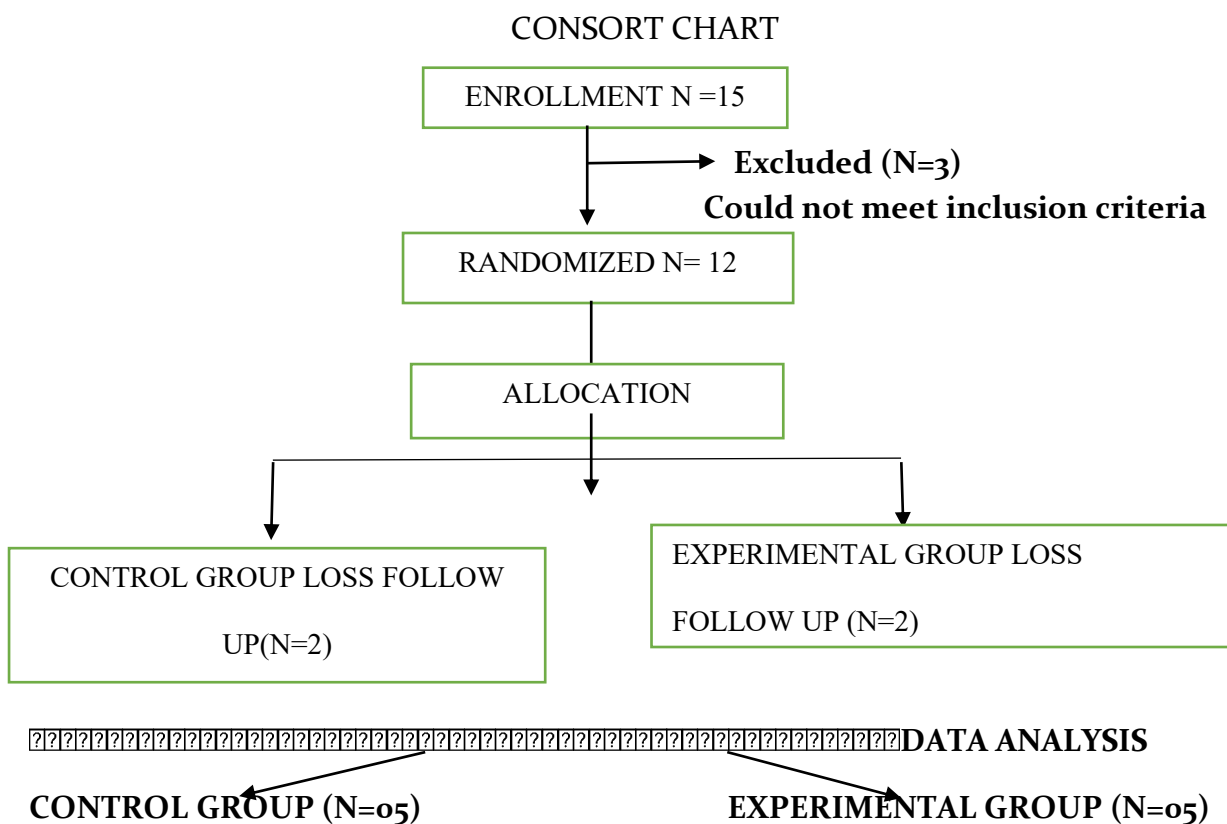 CONSORT CHART
ENROLLMENT N =15
Excluded (N=3)
Could not meet inclusion criteria
RANDOMIZED N= 12
ALLOCATION
CONTROL GROUP LOSS FOLLOW
UP(N=2)
EXPERIMENTAL GROUP LOSS
FOLLOW UP (N=2)
DATA ANALYSIS
CONTROL GROUP (N=05)
EXPERIMENTAL GROUP (N=05)